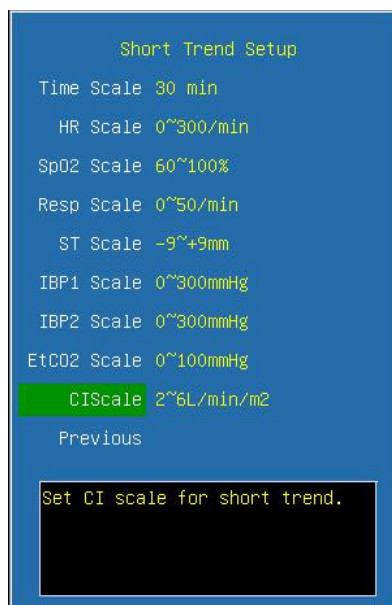 Short Trend Setup
Time Scale 30 min
HR Scale 0~300/min
SpO2 Scale 60~100%
Resp Scale 0~50/min
ST Scale -9~+9mm
IBP1 Scale 0~300mmHg
IBP2 Scale 0~300mmHg
EtCO2 Scale 0~100mmHg
CIScale 2~6L/min/m2
Previous
Set CI scale for short trend.